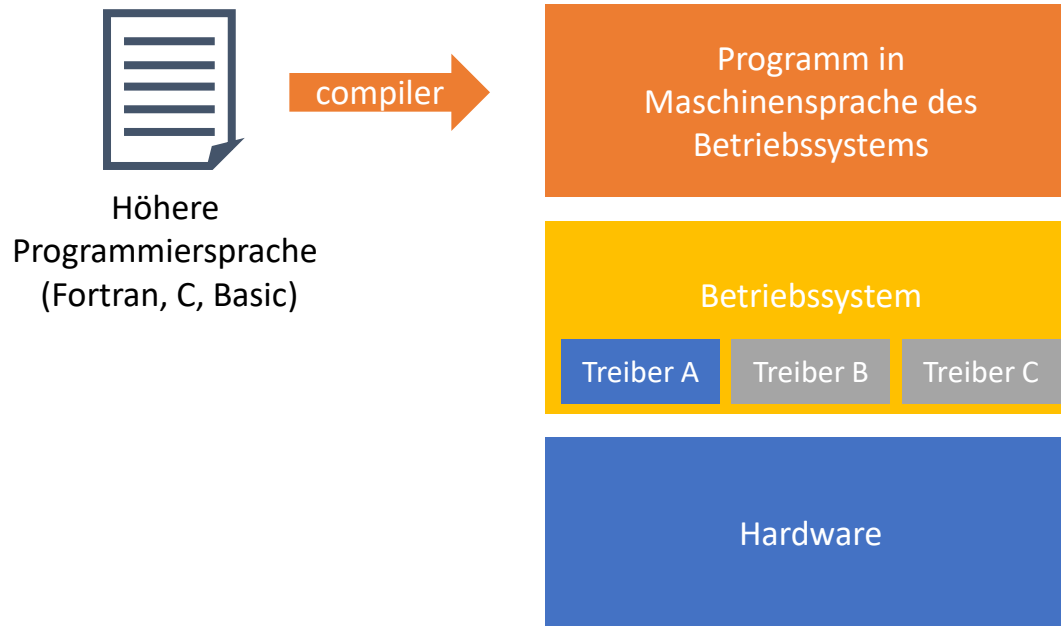 compiler
Höhere
Programmiersprache
(Fortran, C, Basic)
Programm in
Maschinensprache des
Betriebssystems
Betriebssystem
Treiber A
Treiber B
Treiber C
Hardware